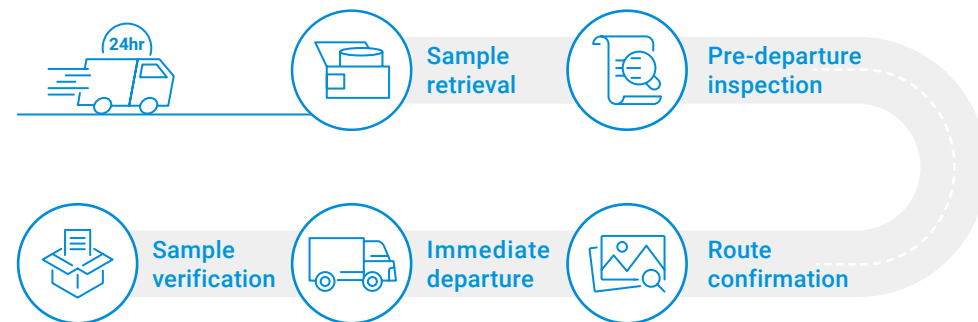 24hr
Sample
retrieval
Pre-departure
inspection
Route
confirmation
Immediate
departure
Sample
verification